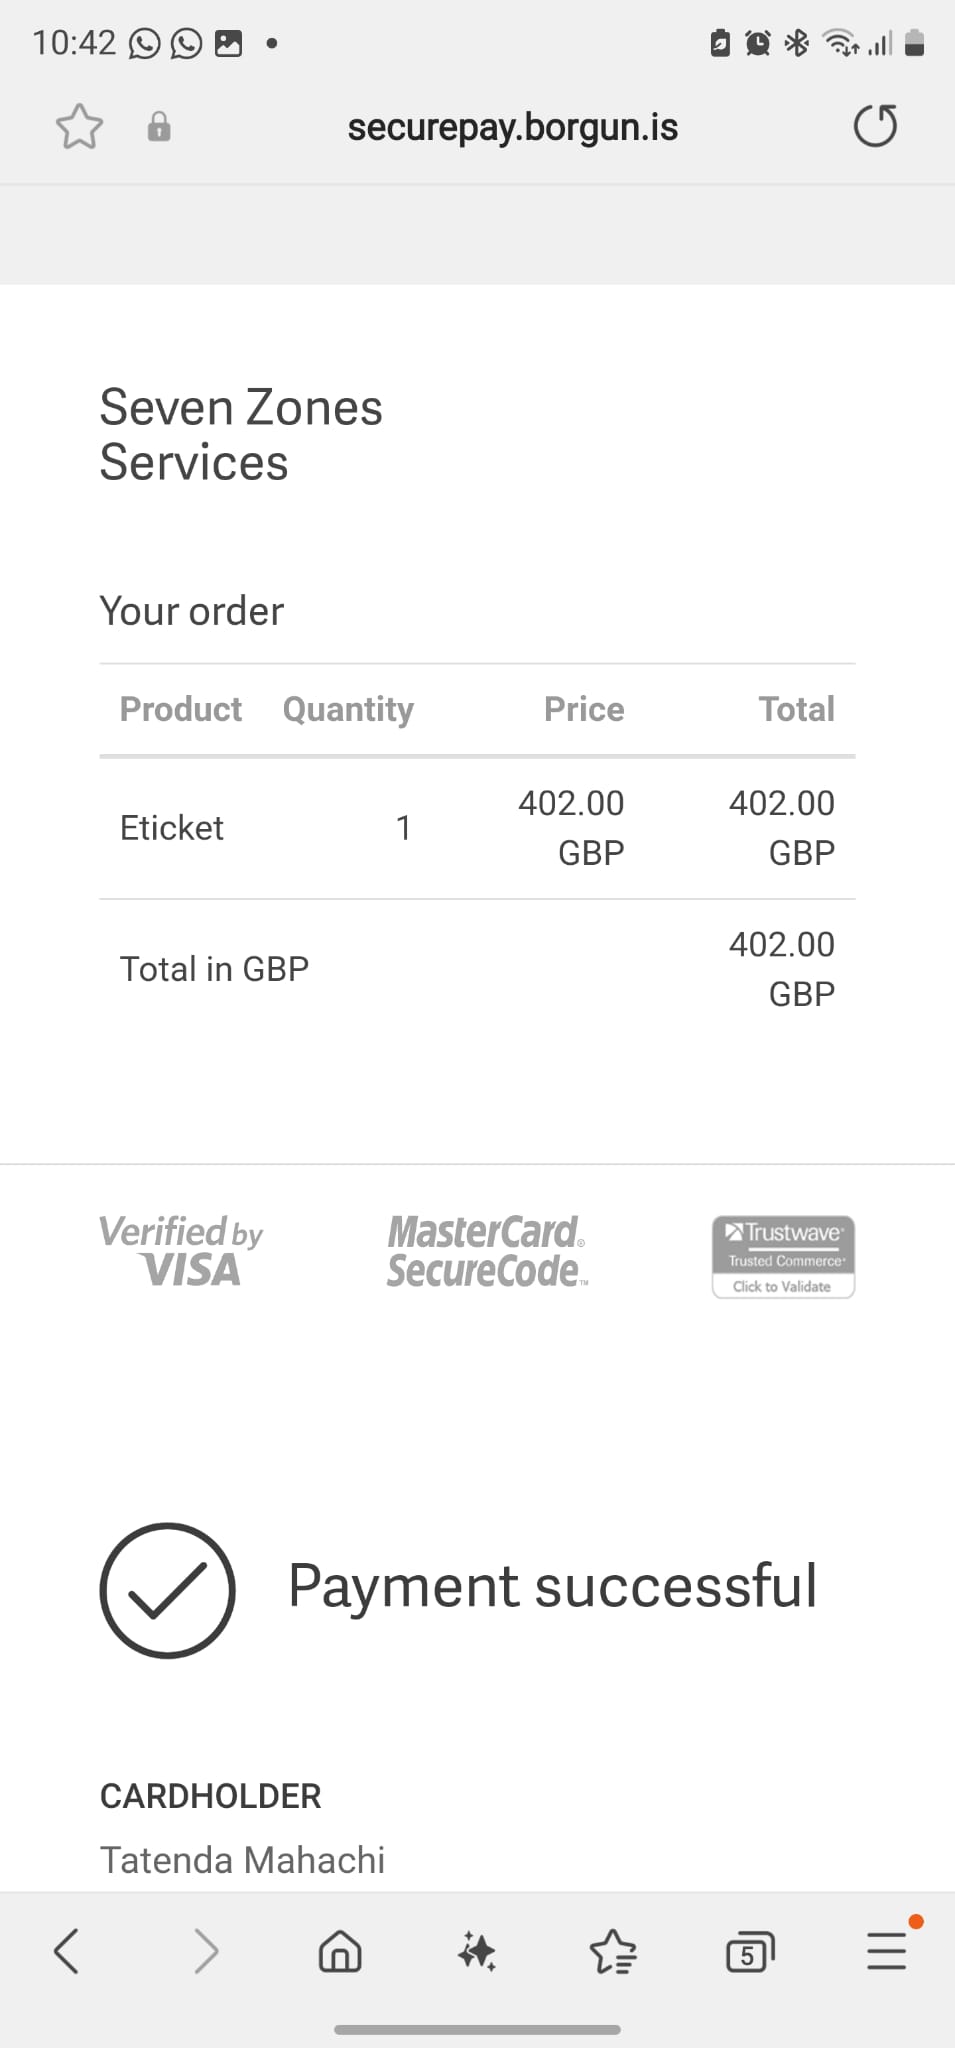 10:42
securepay.borgun.is
Seven Zones
Services
Your order
Product Quantity Price Total
Eticket 1 402.00 GBP 402.00 GBP
Total in GBP 402.00 GBP
Verified by
VISA
MasterCard®
SecureCode™
Trustwave®
Trusted Commerce®
Click to Validate
Payment successful
CARDHOLDER
Tatenda Mahachi
5